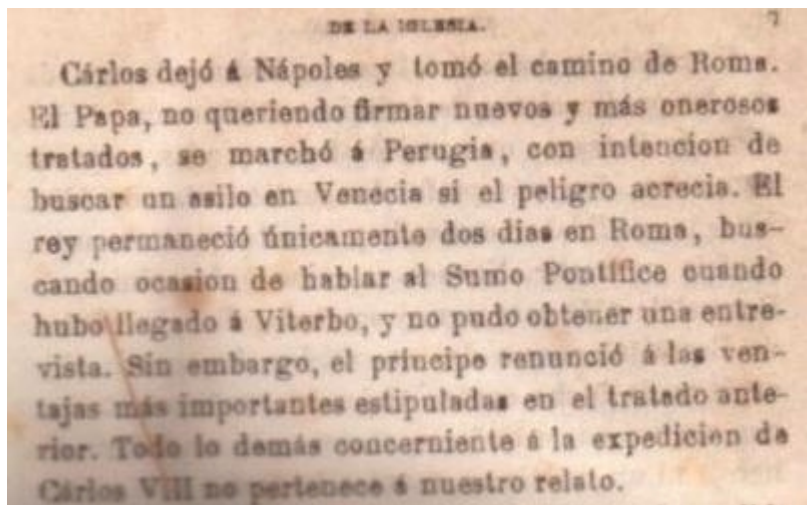 DE LA IGLESIA. 7
Cárlos dejó á Nápoles y tomó el camino de Roma.
El Papa, no queriendo firmar nuevos y más onerosos
tratados, se marchó á Perugia, con intencion de
buscar un asilo en Venecia si el peligro acrecia. El
rey permaneció únicamente dos dias en Roma, bus-
cando ocasion de hablar al Sumo Pontífice cuando
hubo llegado á Viterbo, y no pudo obtener una entre-
vista. Sin embargo, el príncipe renunció á las ven-
tajas más importantes estipuladas en el tratado ante-
rior. Todo lo demás concerniente á la expedicion de
Cárlos VIII no pertenece á nuestro relato.